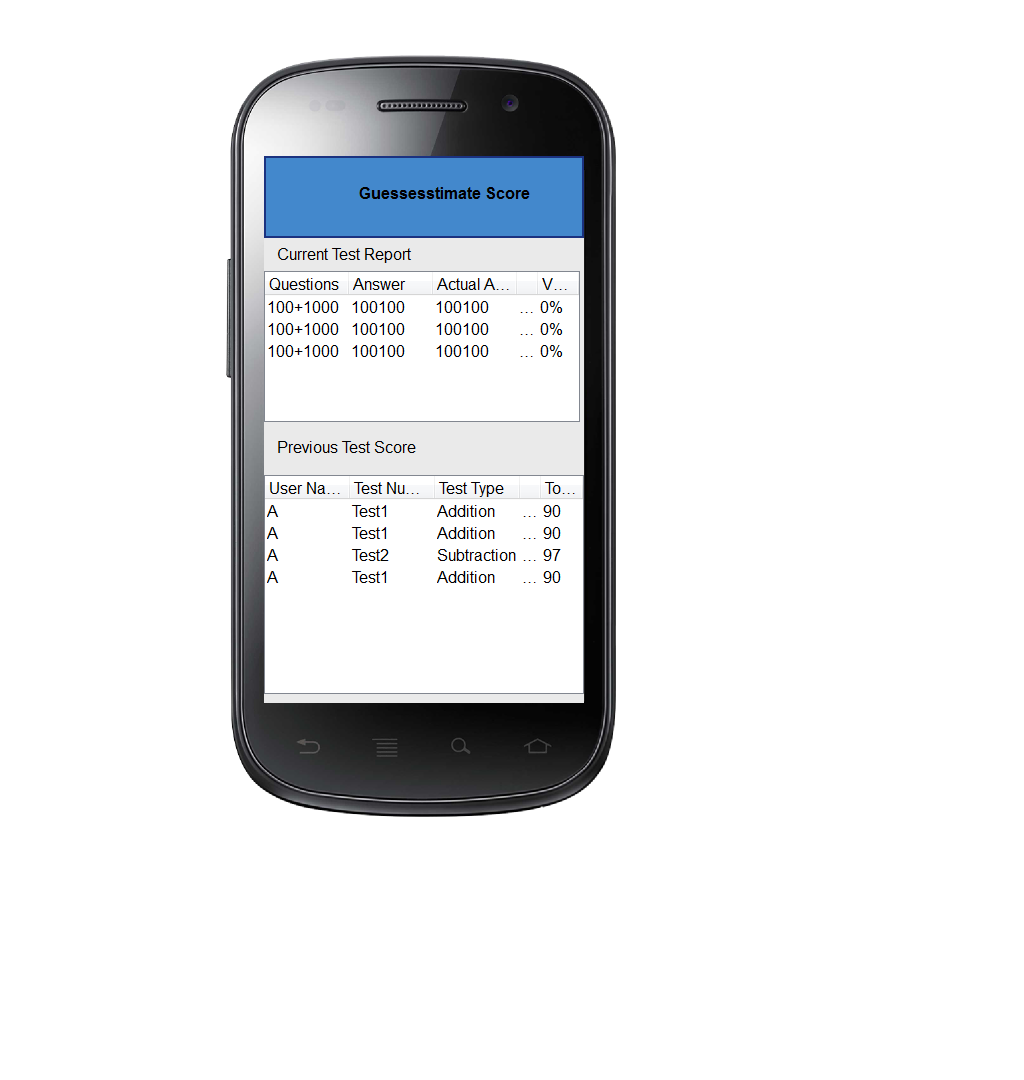 Guessesstimate Score
Current Test Report
Questions Answer Actual A... V...
100+1000 100100 100100 ... 0%
100+1000 100100 100100 ... 0%
100+1000 100100 100100 ... 0%
Previous Test Score
User Na... Test Nu... Test Type To...
A Test1 Addition ... 90
A Test1 Addition ... 90
A Test2 Subtraction ... 97
A Test1 Addition ... 90